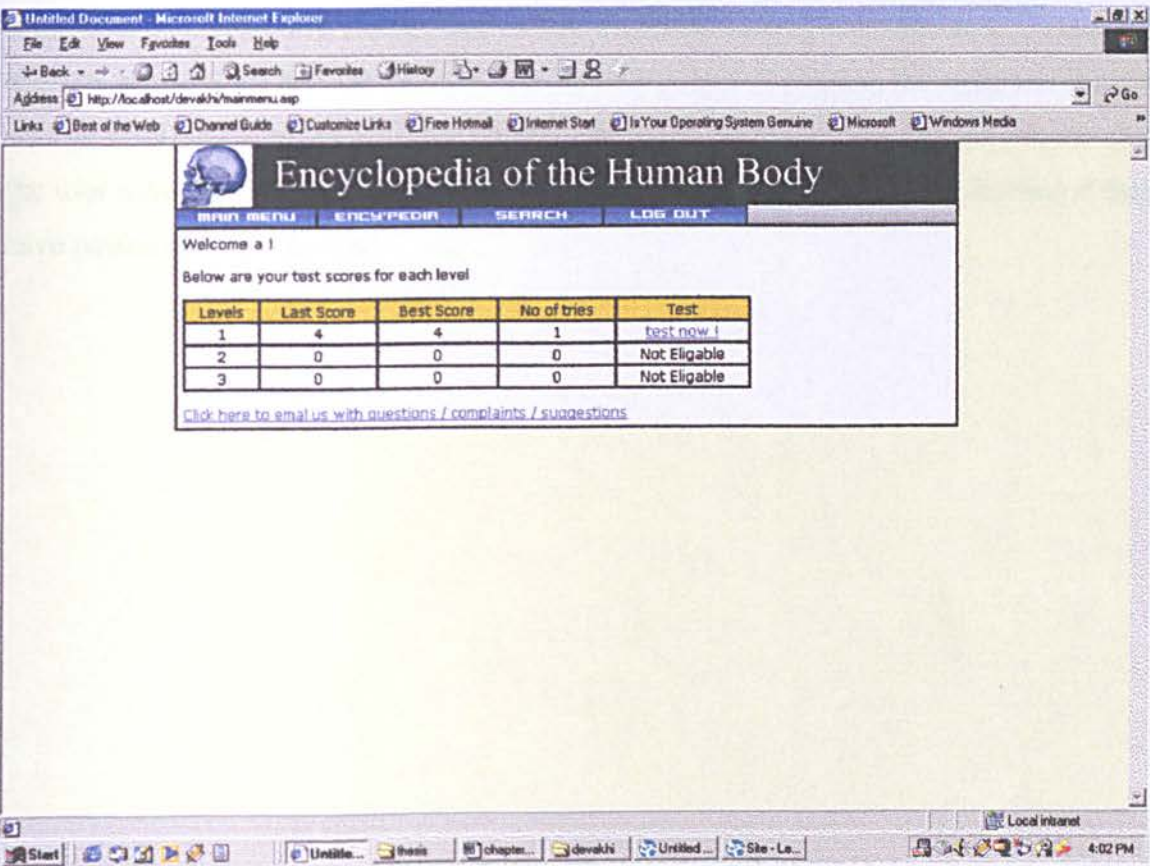 Untitled Document - Microsoft Internet Explorer
File Edit View Favorites Tools Help
Back Search Favorites History
Address http://localhost/devakhi/mainmenu.asp Go
Links Best of the Web Channel Guide Customize Links Free Hotmail Internet Start Is Your Operating System Genuine Microsoft Windows Media
Encyclopedia of the Human Body
MAIN MENU ENCY'PEDIA SEARCH LOG OUT
Welcome a !
Below are your test scores for each level
Levels Last Score Best Score No of tries Test
1 4 4 1 test now !
2 0 0 0 Not Eligable
3 0 0 0 Not Eligable
Click here to emal us with questions / complaints / suggestions
Local intranet
Start Untitle... thesis chapte... devakhi Untitled ... Site - Lo... 4:02 PM